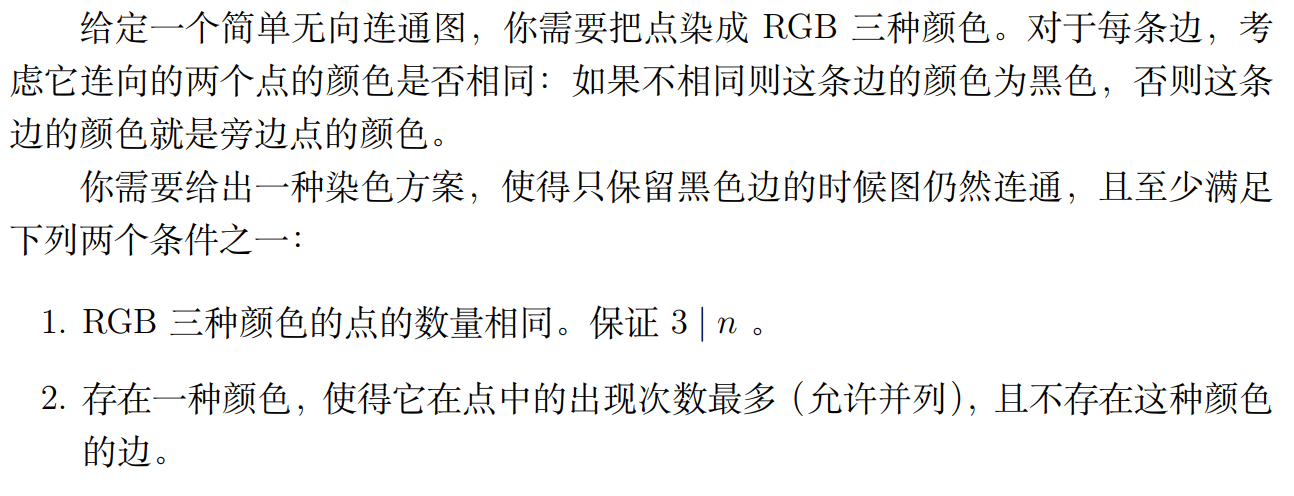 给定一个简单无向连通图，你需要把点染成 RGB 三种颜色。对于每条边，考
虑它连向的两个点的颜色是否相同：如果不相同则这条边的颜色为黑色，否则这条
边的颜色就是旁边点的颜色。
你需要给出一种染色方案，使得只保留黑色边的时候图仍然连通，且至少满足
下列两个条件之一：
1. RGB 三种颜色的点的数量相同。保证 3 | n 。
2. 存在一种颜色，使得它在点中的出现次数最多（允许并列），且不存在这种颜色
的边。